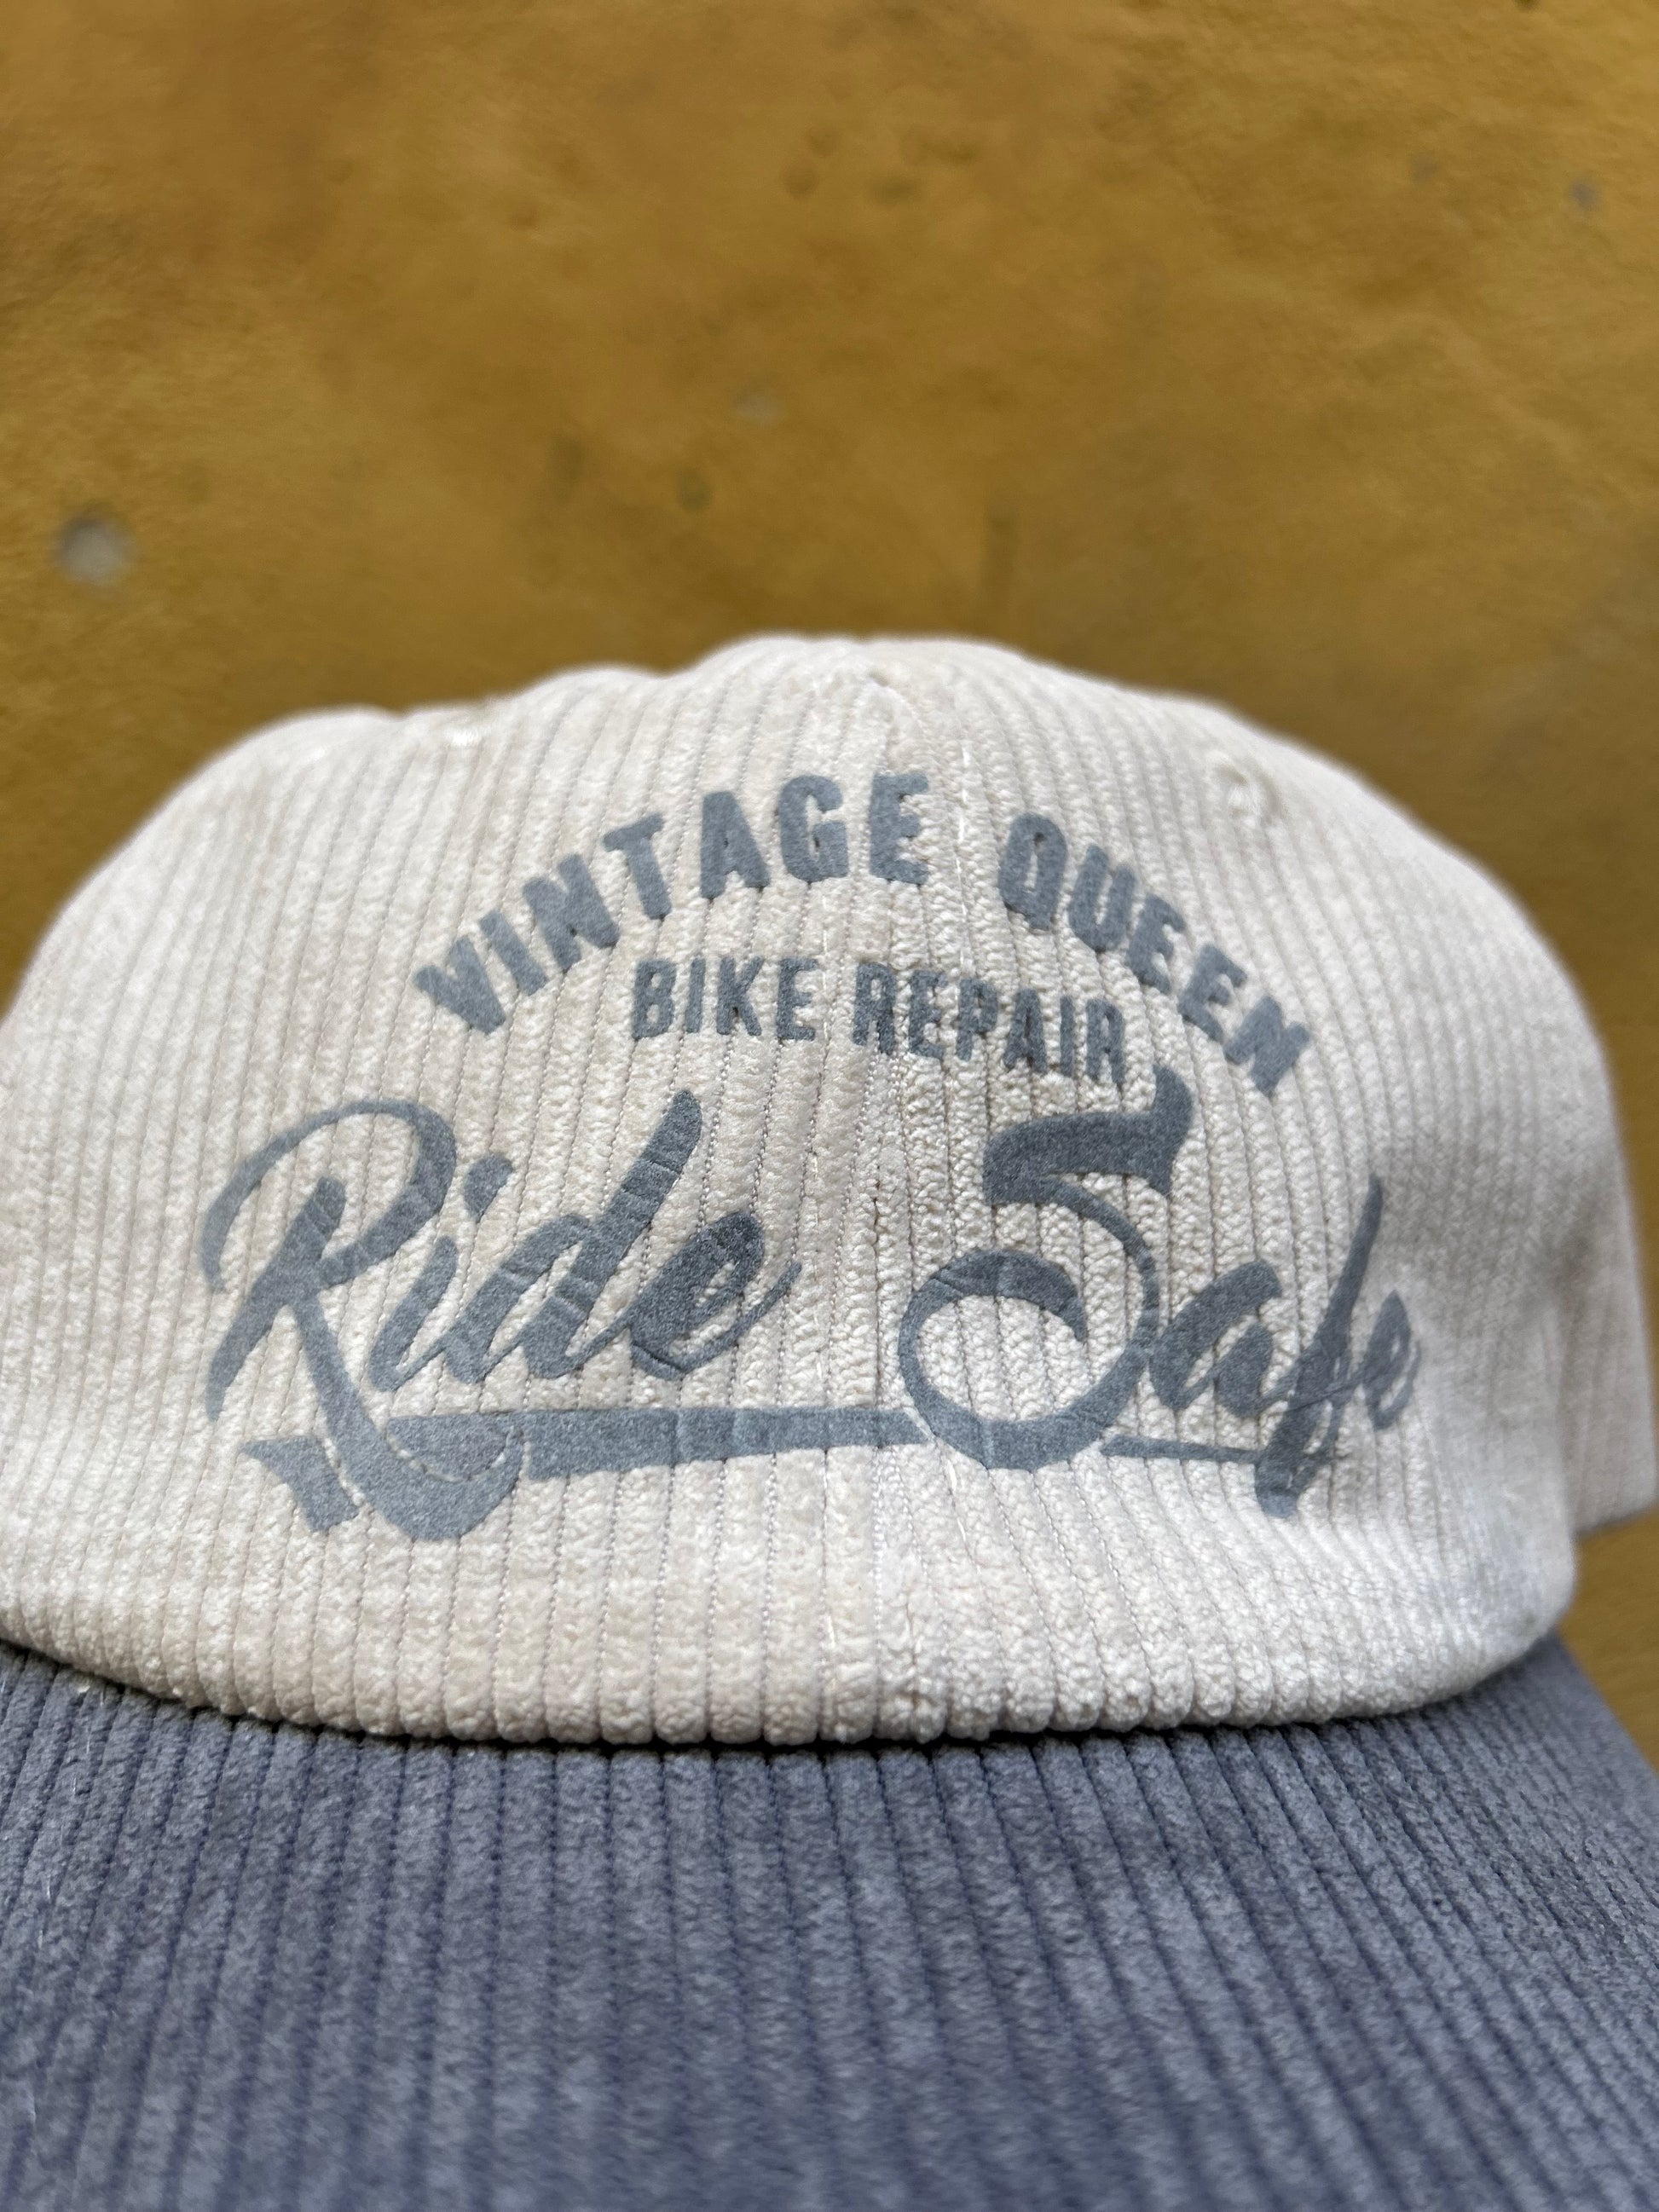 VINTAGE QUEEN
BIKE REPAIR
Ride Safe